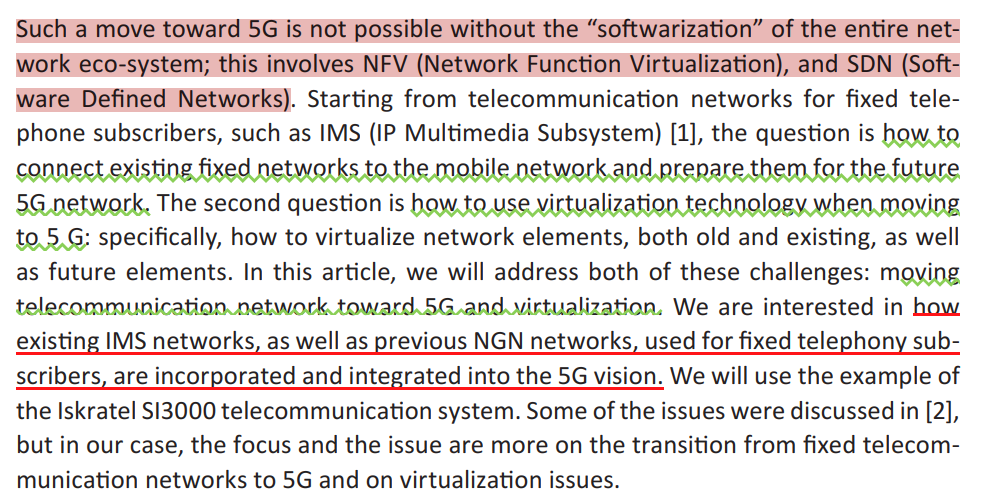 Such a move toward 5G is not possible without the “softwarization” of the entire net-
work eco-system; this involves NFV (Network Function Virtualization), and SDN (Soft-
ware Defined Networks). Starting from telecommunication networks for fixed tele-
phone subscribers, such as IMS (IP Multimedia Subsystem) [1], the question is how to
connect existing fixed networks to the mobile network and prepare them for the future
5G network. The second question is how to use virtualization technology when moving
to 5 G: specifically, how to virtualize network elements, both old and existing, as well
as future elements. In this article, we will address both of these challenges: moving
telecommunication network toward 5G and virtualization. We are interested in how
existing IMS networks, as well as previous NGN networks, used for fixed telephony sub-
scribers, are incorporated and integrated into the 5G vision. We will use the example of
the Iskratel SI3000 telecommunication system. Some of the issues were discussed in [2],
but in our case, the focus and the issue are more on the transition from fixed telecom-
munication networks to 5G and on virtualization issues.